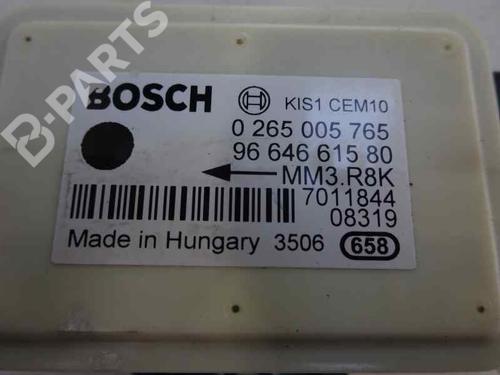 B-PARTS
BOSCH KIS1 CEM10
0 265 005 765
96 646 615 80
MM3.R8K
7011844
08319
Made in Hungary 3506 658